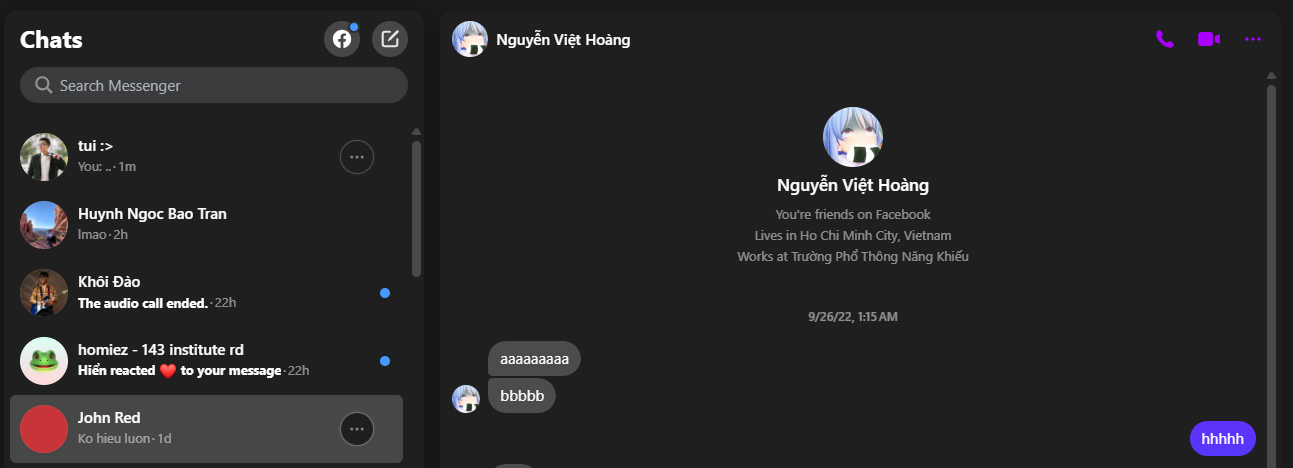 Chats
Search Messenger
tui :>
You: .. · 1m
Huynh Ngoc Bao Tran
lmao · 2h
Khôi Đào
The audio call ended. · 22h
homiez - 143 institute rd
Hiển reacted ❤️ to your message · 22h
John Red
Ko hieu luon · 1d
Nguyễn Việt Hoàng
Nguyễn Việt Hoàng
You're friends on Facebook
Lives in Ho Chi Minh City, Vietnam
Works at Trường Phổ Thông Năng Khiếu
9/26/22, 1:15 AM
aaaaaaaaa
bbbbb
hhhhh